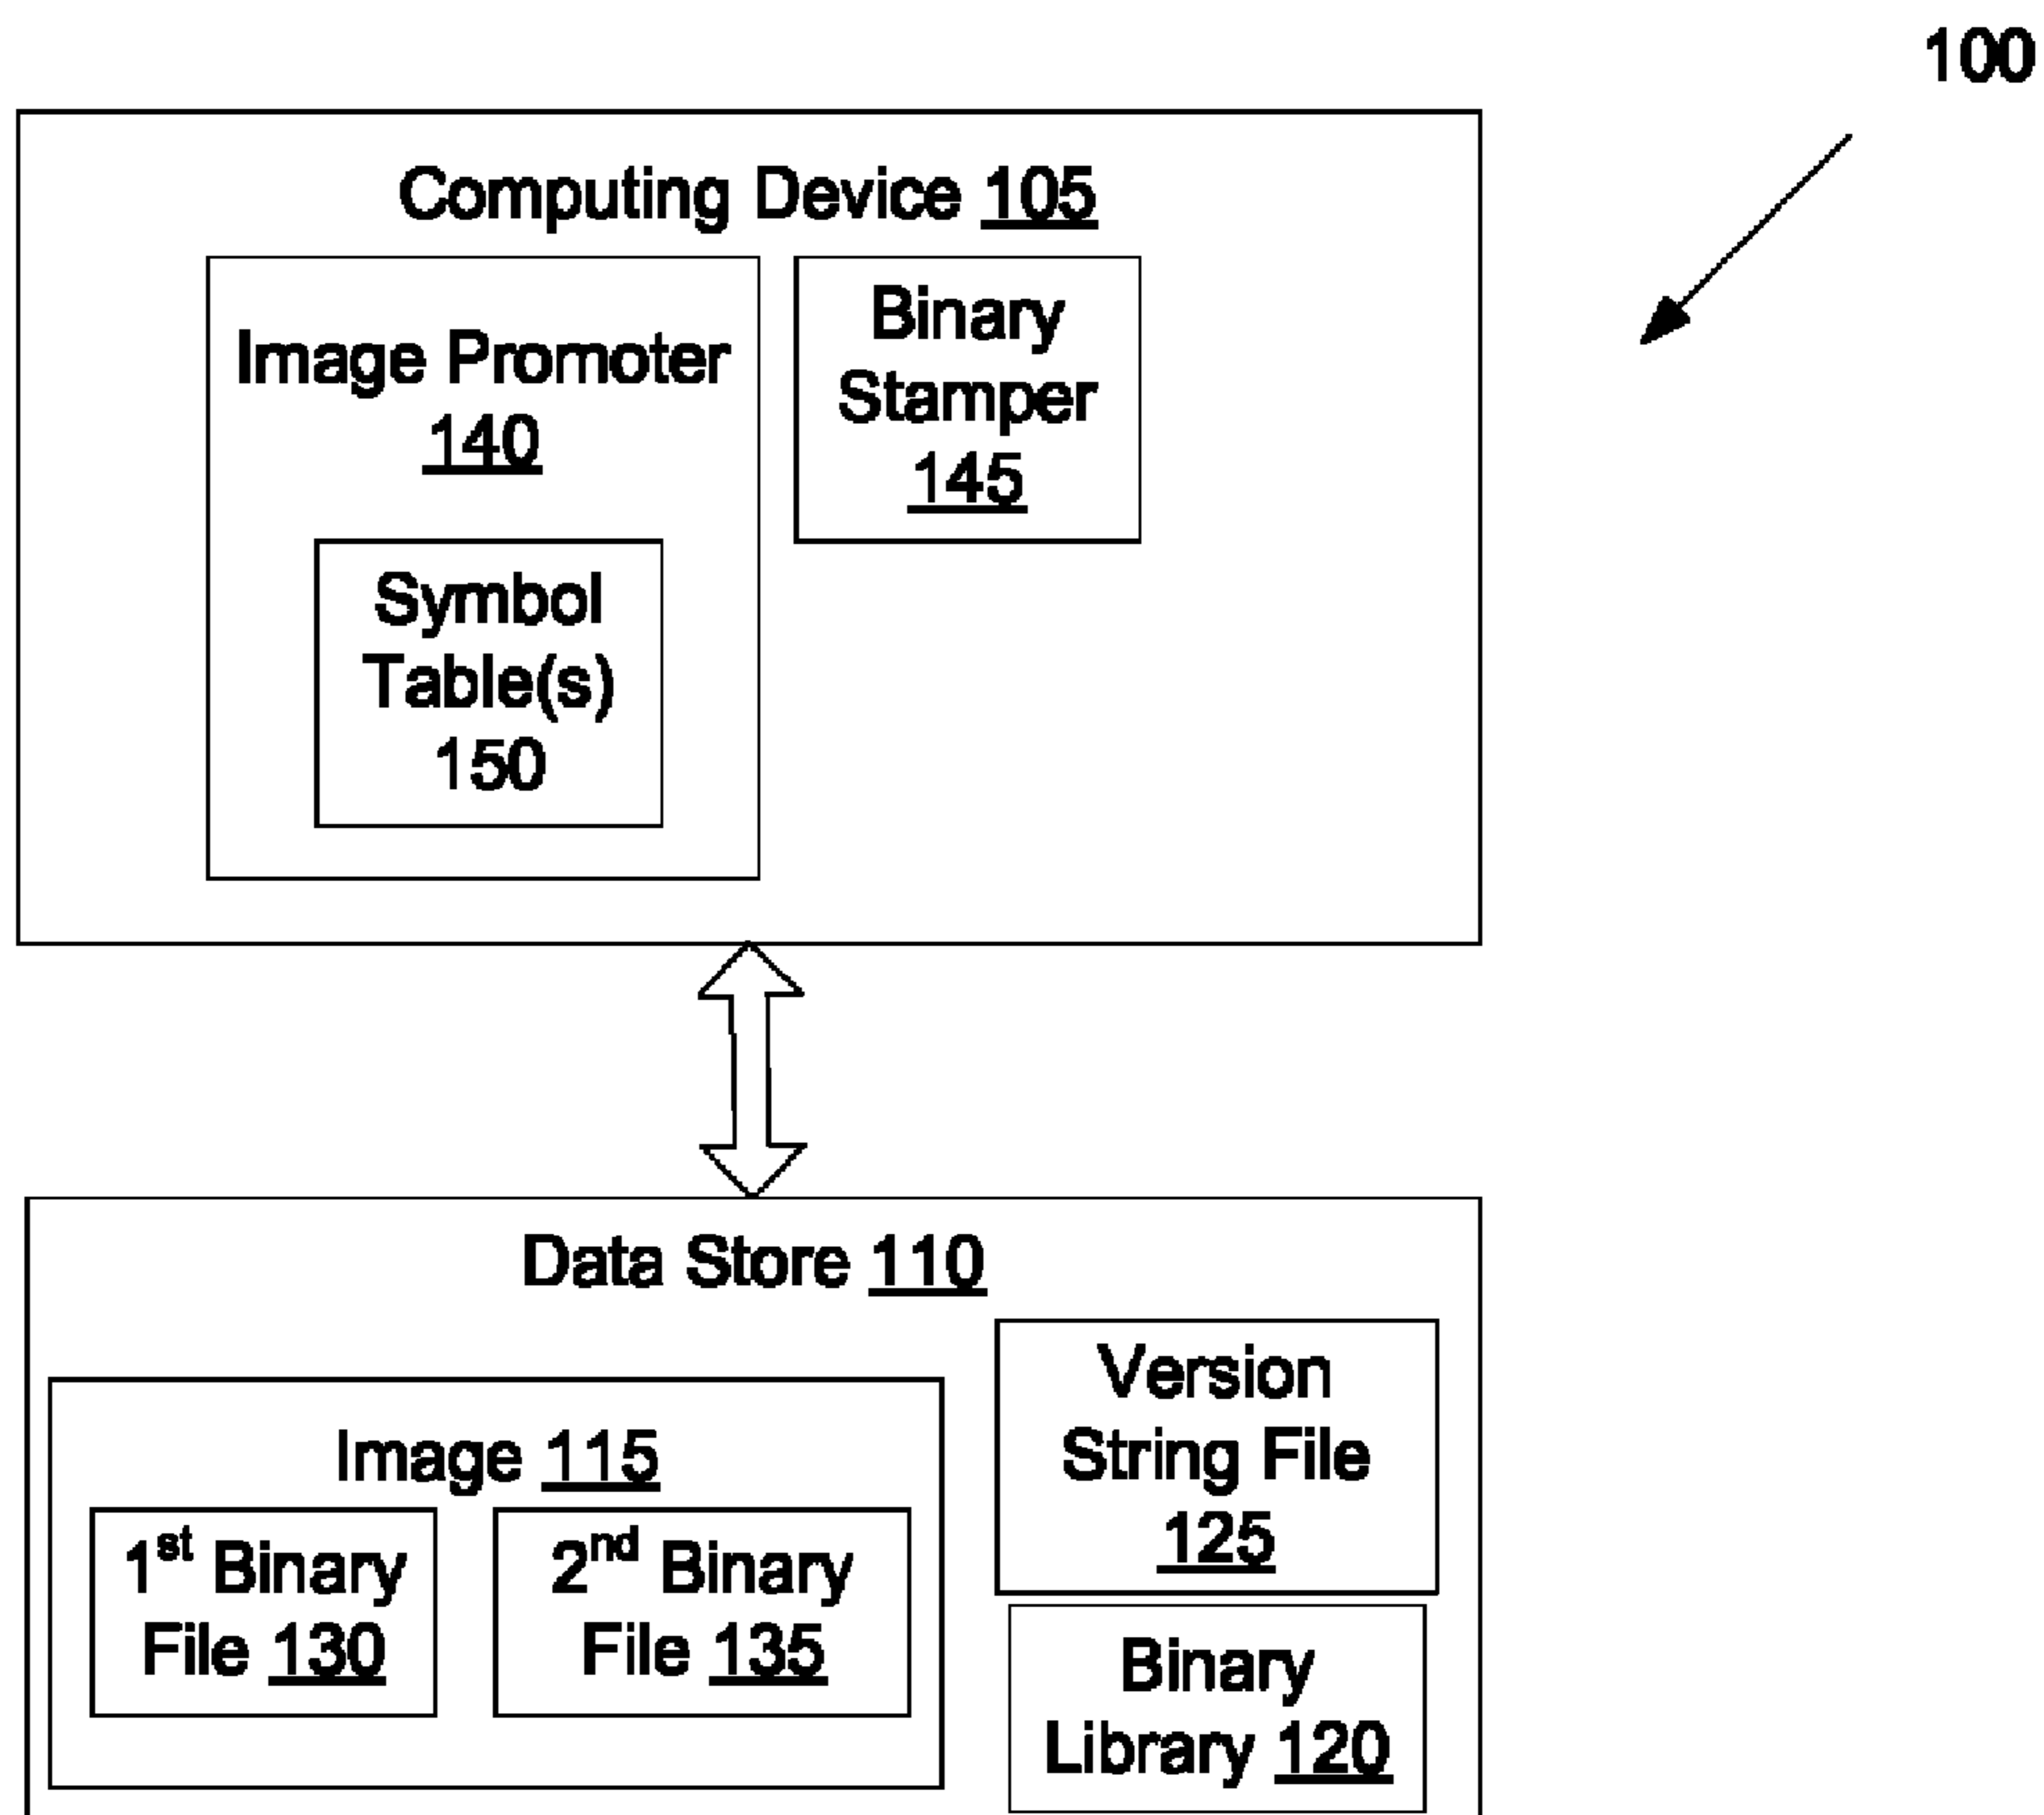 100
Computing Device 105
Image Promoter
140
Binary
Stamper
145
Symbol
Table(s)
150
Data Store 110
Version
String File
125
Image 115
1st Binary
File 130
2nd Binary
File 135
Binary
Library 120